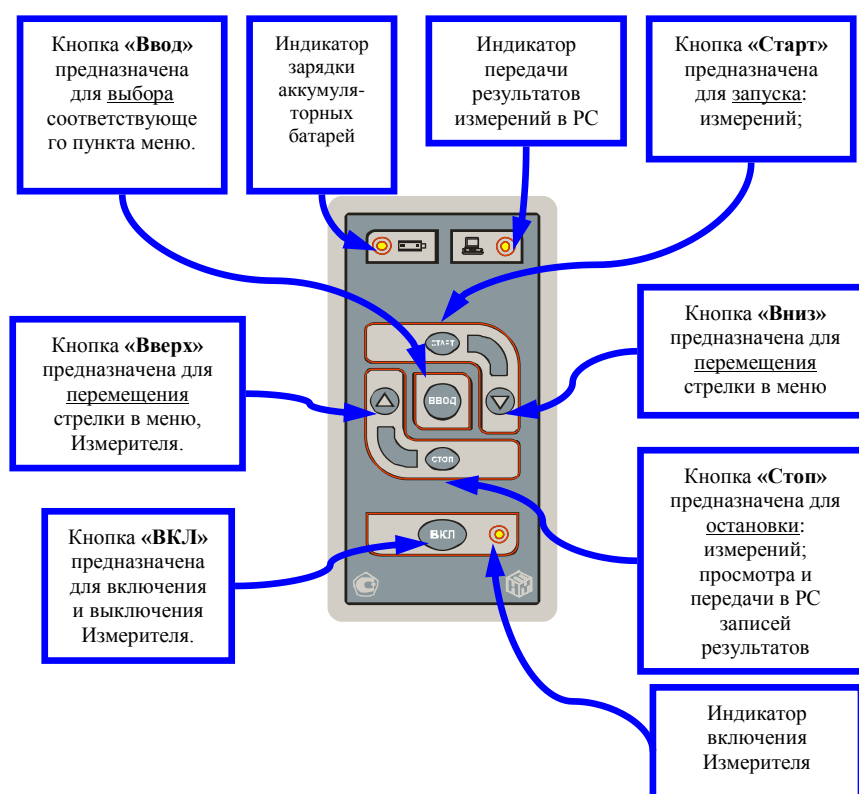 Кнопка «Ввод»
предназначена
для выбора
соответствующе
го пункта меню.
Индикатор
зарядки
аккумуля-
торных
батарей
Индикатор
передачи
результатов
измерений в PC
Кнопка «Старт»
предназначена
для запуска:
измерений;
Кнопка «Вверх»
предназначена для
перемещения
стрелки в меню,
Измерителя.
СТАРТ
ВВОД
СТОП
ВКЛ
Кнопка «Вниз»
предназначена для
перемещения
стрелки в меню
Кнопка «ВКЛ»
предназначена
для включения
и выключения
Измерителя.
Кнопка «Стоп»
предназначена для
остановки:
измерений;
просмотра и
передачи в PC
записей
результатов
Индикатор
включения
Измерителя